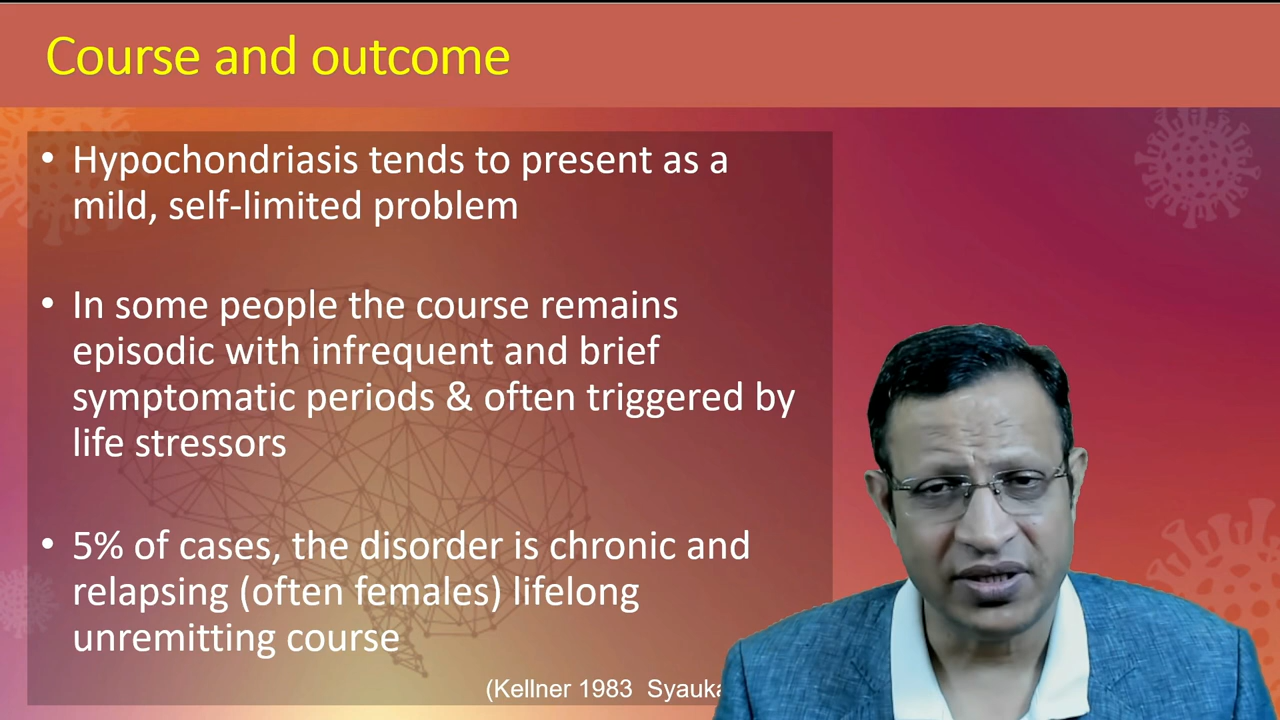 Course and outcome
• Hypochondriasis tends to present as a
mild, self-limited problem
• In some people the course remains
episodic with infrequent and brief
symptomatic periods & often triggered by
life stressors
• 5% of cases, the disorder is chronic and
relapsing (often females) lifelong
unremitting course
(Kellner 1983